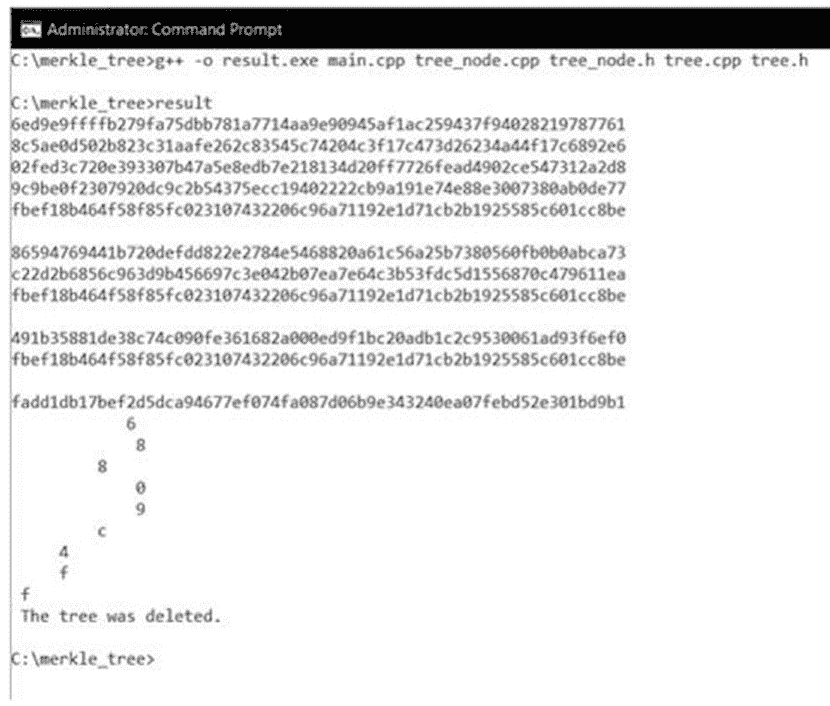 Administrator: Command Prompt
C:\merkle_tree>g++ -o result.exe main.cpp tree_node.cpp tree_node.h tree.cpp tree.h
C:\merkle_tree>result
6ed9e9ffffb279fa75dbb781a7714aa9e90945af1ac259437f94028219787761
8c5ae0d502b823c31aafe262c83545c74204c3f17c473d26234a44f17c6892e6
02fed3c720e393307b47a5e8edb7e218134d20ff7726fead4902ce547312a2d8
9c9be0f2307920dc9c2b54375ecc19402222cb9a191e74e88e3007380ab0de77
fbef18b464f58f85fc023107432206c96a71192e1d71cb2b1925585c601cc8be
86594769441b720defdd822e2784e5468820a61c56a25b7380560fb0b0abca73
c22d2b6856c963d9b456697c3e042b07ea7e64c3b53fdc5d1556870c479611ea
fbef18b464f58f85fc023107432206c96a71192e1d71cb2b1925585c601cc8be
491b35881de38c74c090fe361682a000ed9f1bc20adb1c2c9530061ad93f6ef0
fbef18b464f58f85fc023107432206c96a71192e1d71cb2b1925585c601cc8be
fadd1db17bef2d5dca94677ef074fa087d06b9e343240ea07febd52e301bd9b1
6
8
8
0
9
c
4
f
f
The tree was deleted.
C:\merkle_tree>